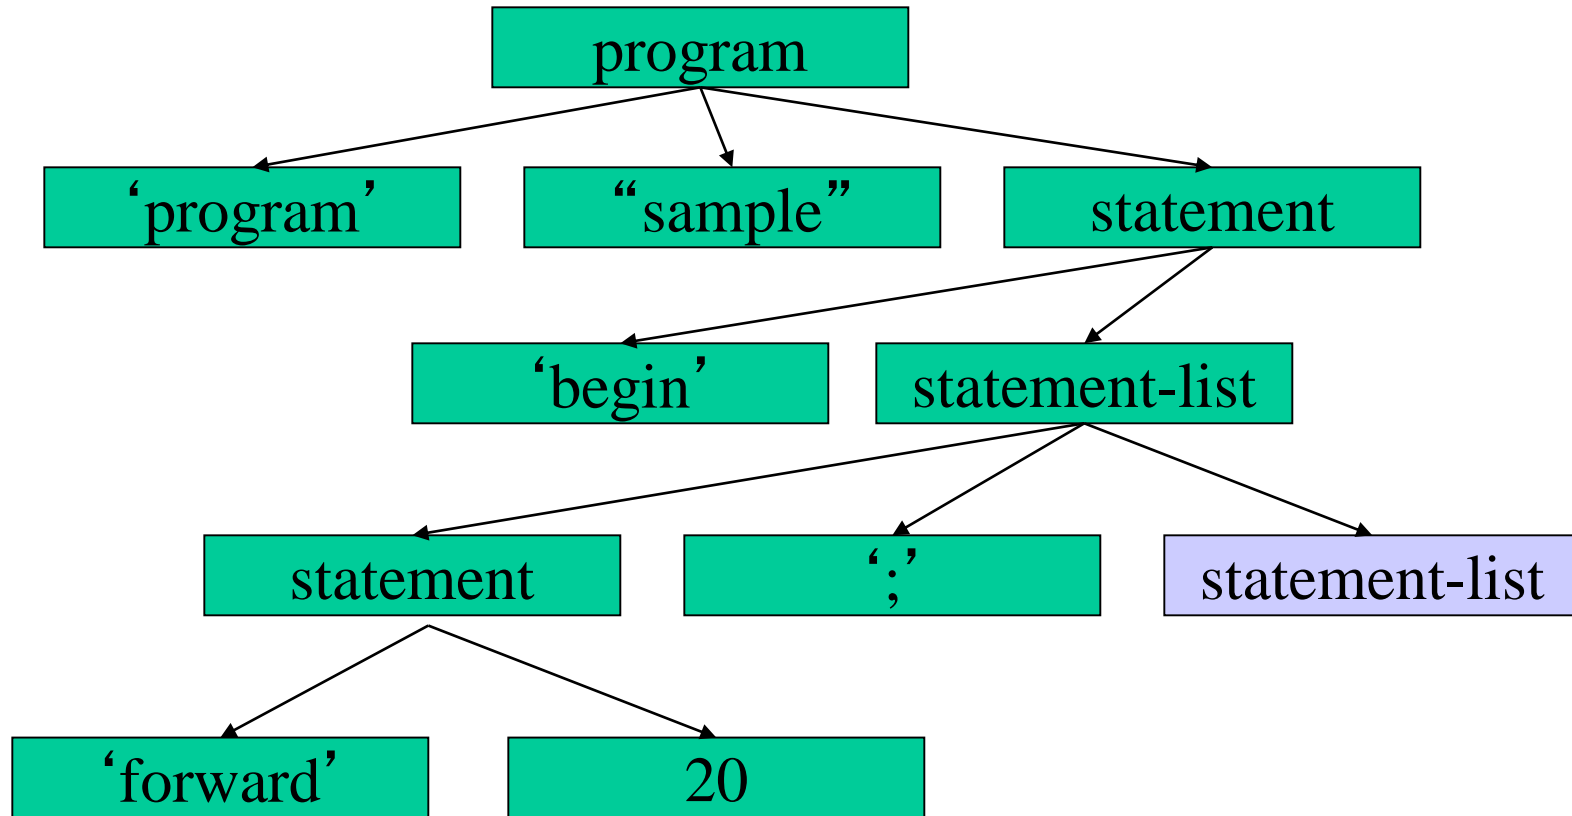 program
‘program’
“sample”
statement
‘begin’
statement-list
statement
‘;’
statement-list
‘forward’
20